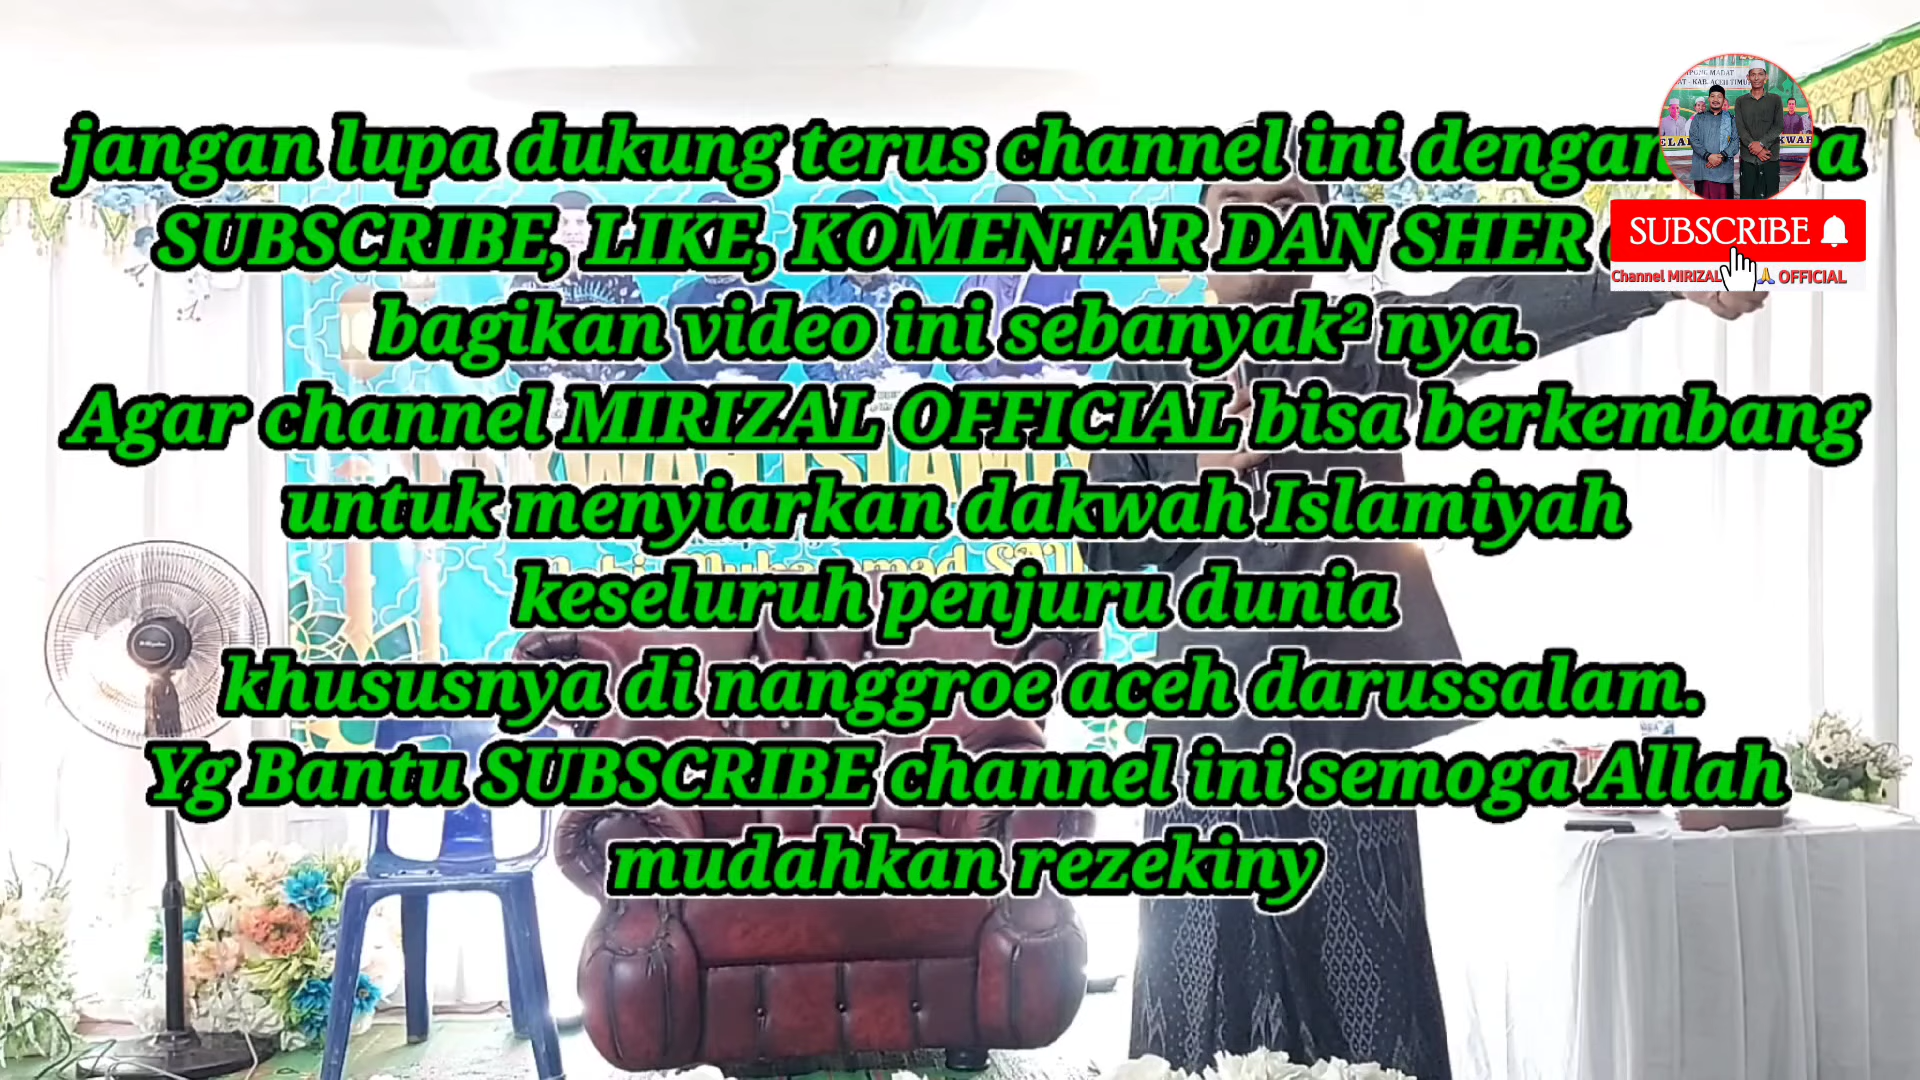 jangan lupa dukung terus channel ini dengan
SUBSCRIBE, LIKE, KOMENTAR DAN SHER
bagikan video ini sebanyak² nya.
Agar channel MIRIZAL OFFICIAL bisa berkembang
untuk menyiarkan dakwah Islamiyah
keseluruh penjuru dunia
khususnya di nanggroe aceh darussalam.
Yg Bantu SUBSCRIBE channel ini semoga Allah
mudahkan rezekiny
SUBSCRIBE
Channel MIRIZAL OFFICIAL